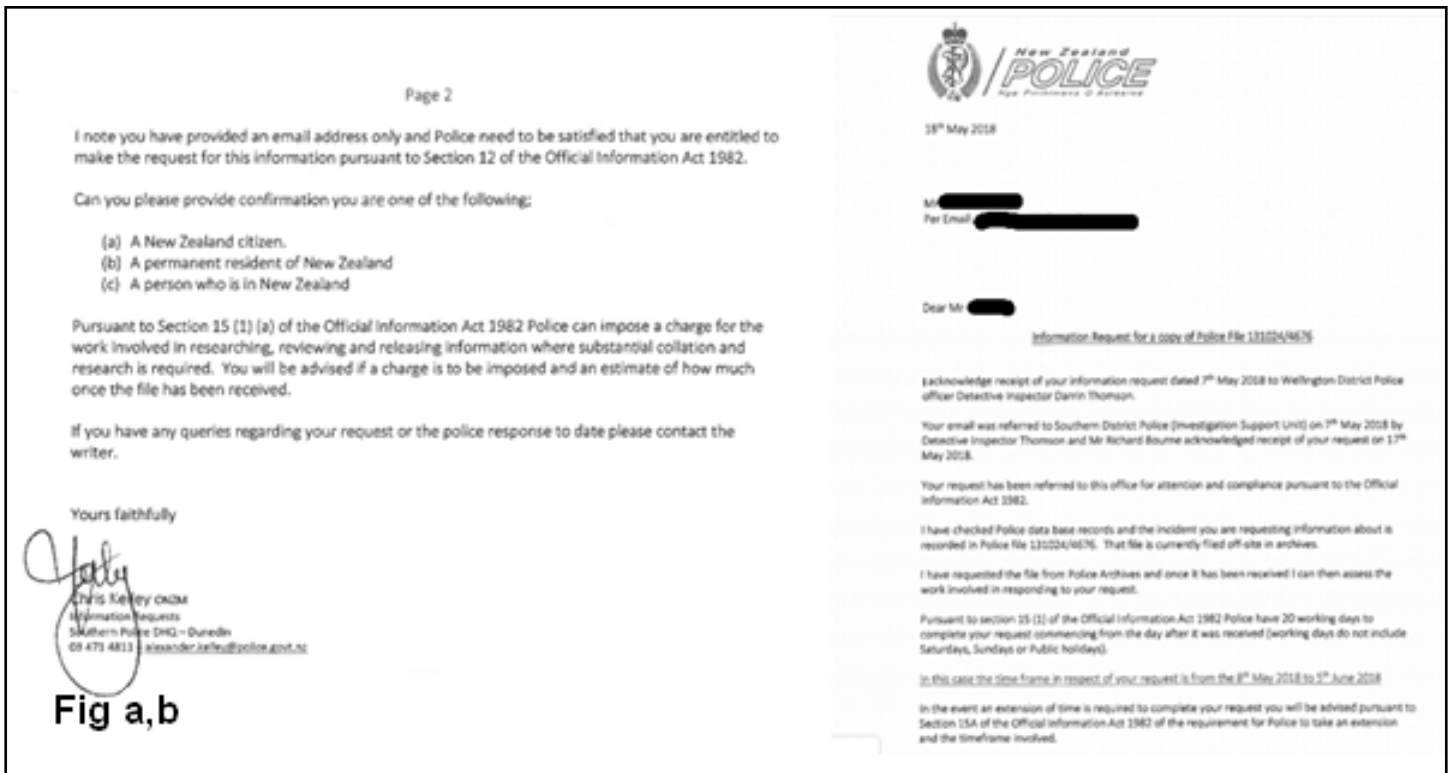 Page 2
I note you have provided an email address only and Police need to be satisfied that you are entitled to
make the request for this information pursuant to Section 12 of the Official Information Act 1982.
Can you please provide confirmation you are one of the following;
(a) A New Zealand citizen.
(b) A permanent resident of New Zealand
(c) A person who is in New Zealand
Pursuant to Section 15 (1) (a) of the Official Information Act 1982 Police can impose a charge for the
work involved in researching, reviewing and releasing information where substantial collation and
research is required. You will be advised if a charge is to be imposed and an estimate of how much
once the file has been received.
If you have any queries regarding your request or the police response to date please contact the
writer.
Yours faithfully
Chris Kelley
Information Requests
Southern Police DHQ – Dunedin
03 471 4811 alexander.kelley@police.govt.nz
Fig a,b
New Zealand
POLICE
Nga Pirihimana O Aotearoa
18th May 2018
Mr
Per Email
Dear Mr
Information Request for a copy of Police File 131024/4676
I acknowledge receipt of your information request dated 7th May 2018 to Wellington District Police
officer Detective Inspector Darrin Thomson.
Your email was referred to Southern District Police (Investigation Support Unit) on 7th May 2018 by
Detective Inspector Thomson and Mr Richard Bourne acknowledged receipt of your request on 17th
May 2018.
Your request has been referred to this office for attention and compliance pursuant to the Official
Information Act 1982.
I have checked Police data base records and the incident you are requesting information about is
recorded in Police file 131024/4676. That file is currently filed off-site in archives.
I have requested the file from Police Archives and once it has been received I can then assess the
work involved in responding to your request.
Pursuant to section 15 (1) of the Official Information Act 1982 Police have 20 working days to
complete your request commencing from the day after it was received (working days do not include
Saturdays, Sundays or Public holidays).
In this case the time frame in respect of your request is from the 8th May 2018 to 5th June 2018
In the event an extension of time is required to complete your request you will be advised pursuant to
Section 15A of the Official Information Act 1982 of the requirement for Police to take an extension
and the timeframe involved.